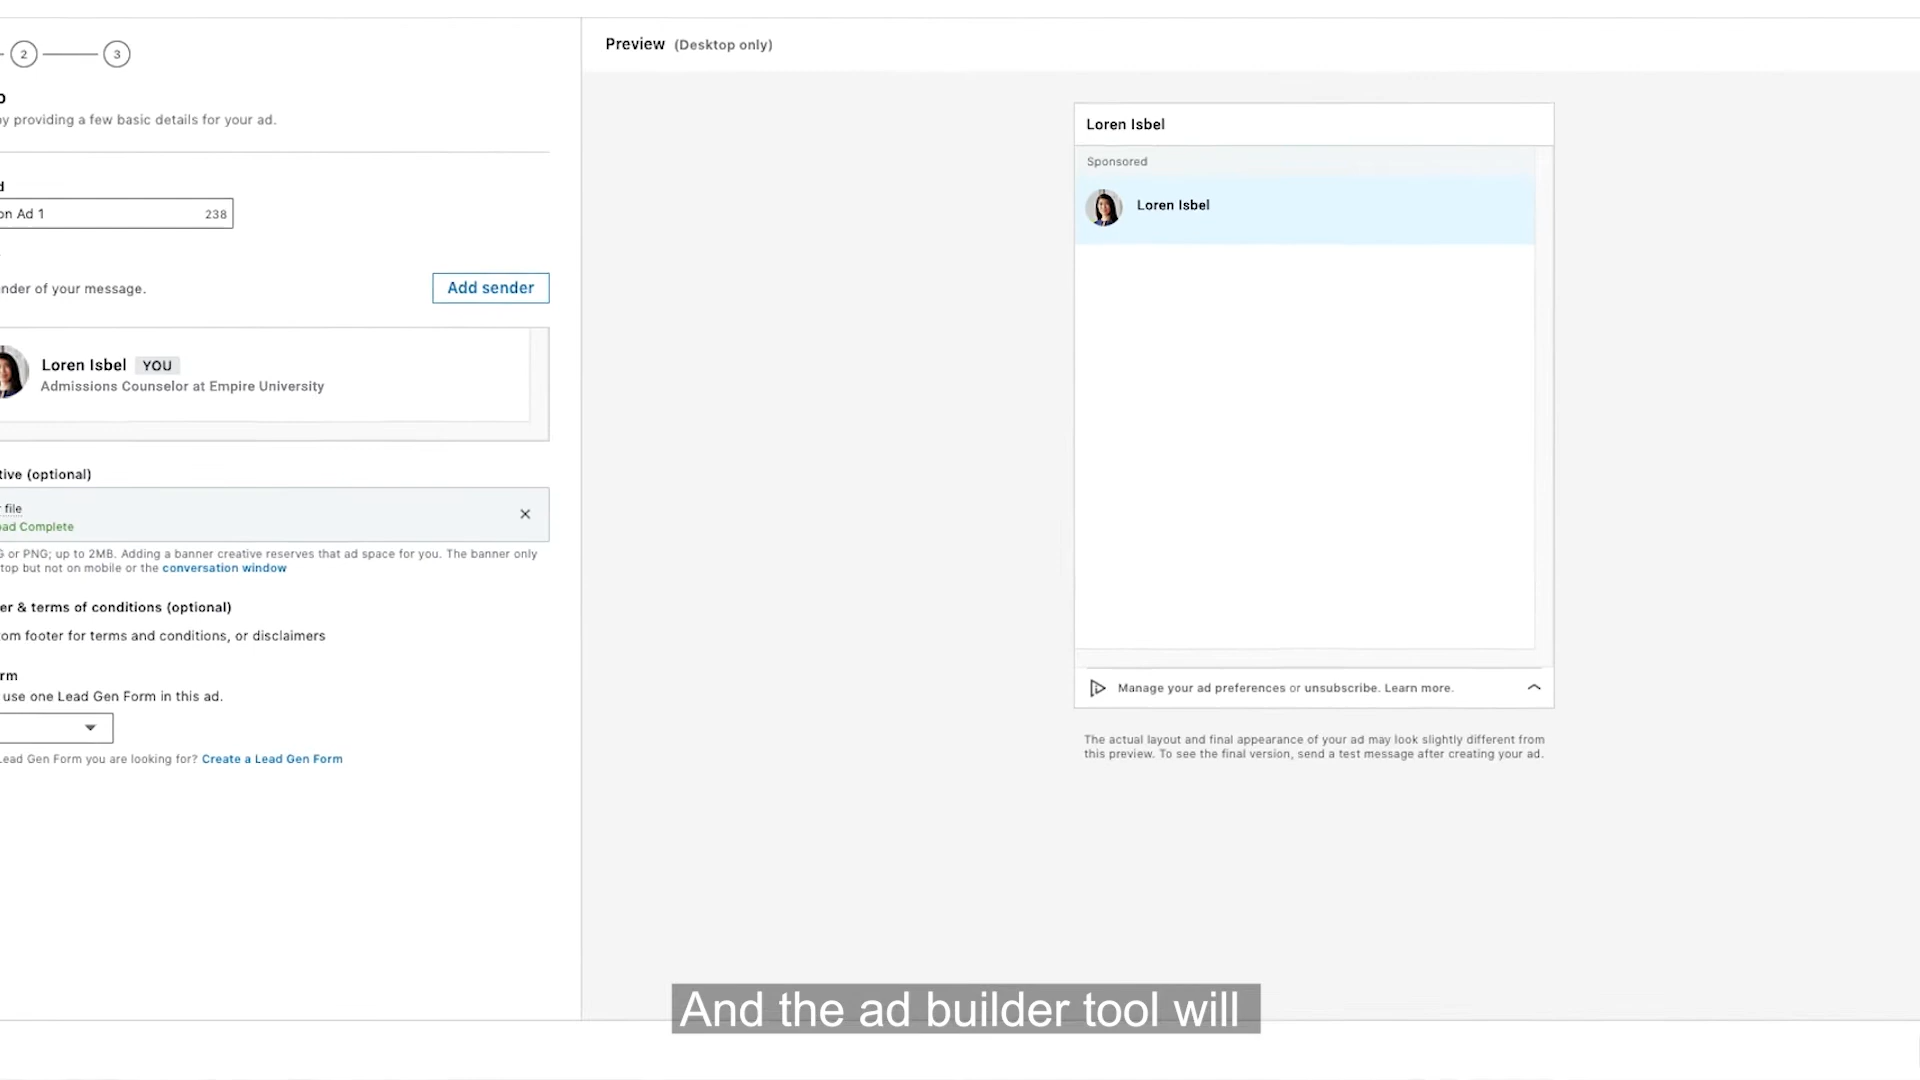 2
3
Preview (Desktop only)
by providing a few basic details for your ad.
on Ad 1
238
nder of your message.
Add sender
Loren Isbel YOU
Admissions Counselor at Empire University
tive (optional)
file
ad Complete
G or PNG; up to 2MB. Adding a banner creative reserves that ad space for you. The banner only
top but not on mobile or the conversation window
er & terms of conditions (optional)
om footer for terms and conditions, or disclaimers
rm
use one Lead Gen Form in this ad.
Lead Gen Form you are looking for? Create a Lead Gen Form
Loren Isbel
Sponsored
Loren Isbel
Manage your ad preferences or unsubscribe. Learn more.
The actual layout and final appearance of your ad may look slightly different from
this preview. To see the final version, send a test message after creating your ad.
And the ad builder tool will